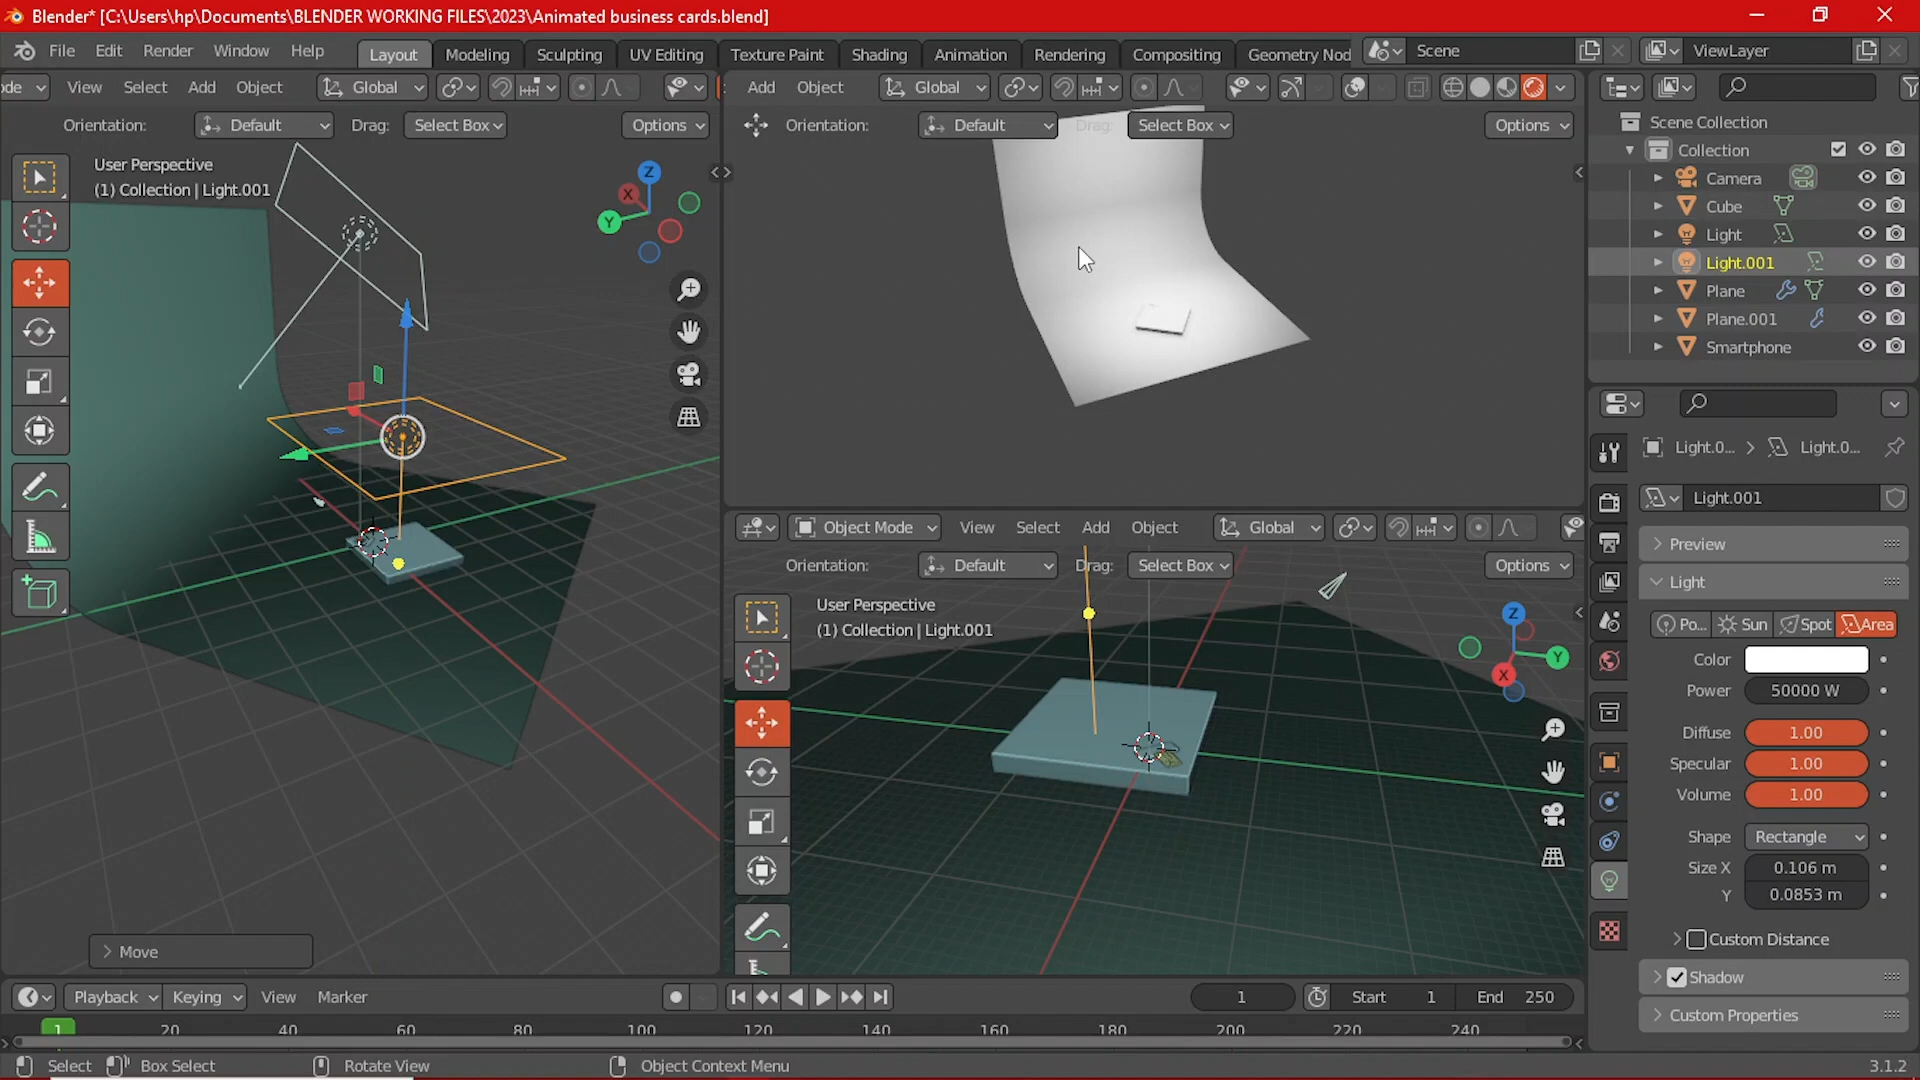 Blender* [C:\Users\hp\Documents\BLENDER WORKING FILES\2023\Animated business cards.blend]
File Edit Render Window Help Layout Modeling Sculpting UV Editing Texture Paint Shading Animation Rendering Compositing Geometry Nod Scene ViewLayer
de View Select Add Object Global Add Object Global
Orientation: Default Drag: Select Box Options Orientation: Default Drag: Select Box Options
User Perspective
(1) Collection | Light.001
Z
X
Y
Scene Collection
Collection
Camera
Cube
Light
Light.001
Plane
Plane.001
Smartphone
Light.0... Light.0...
Light.001
Preview
Light
Po... Sun Spot Area
Color
Power 50000 W
Diffuse 1.00
Specular 1.00
Volume 1.00
Shape Rectangle
Size X 0.106 m
Y 0.0853 m
Custom Distance
Shadow
Custom Properties
Object Mode View Select Add Object Global
Orientation: Default Drag: Select Box Options
User Perspective
(1) Collection | Light.001
Z
Y
X
Move
Playback Keying View Marker 1 Start 1 End 250
1 20 40 60 80 100 120 140 160 180 200 220 240
Select Box Select Rotate View Object Context Menu 3.1.2